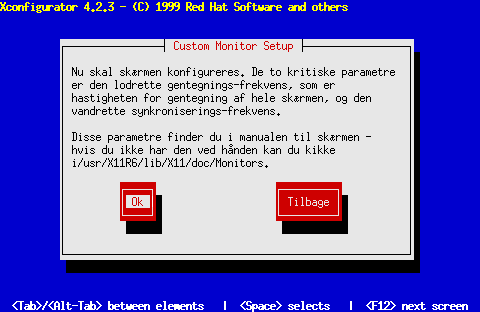 Xconfigurator 4.2.3 - (C) 1999 Red Hat Software and others
Custom Monitor Setup
Nu skal skærmen konfigureres. De to kritiske parametre
er den lodrette gentegnings-frekvens, som er
hastigheden for gentegning af hele skærmen, og den
vandrette synkroniserings-frekvens.
Disse parametre finder du i manualen til skærmen -
hvis du ikke har den ved hånden kan du kikke
i/usr/X11R6/lib/X11/doc/Monitors.
Ok Tilbage
<Tab>/<Alt-Tab> between elements | <Space> selects | <F12> next screen